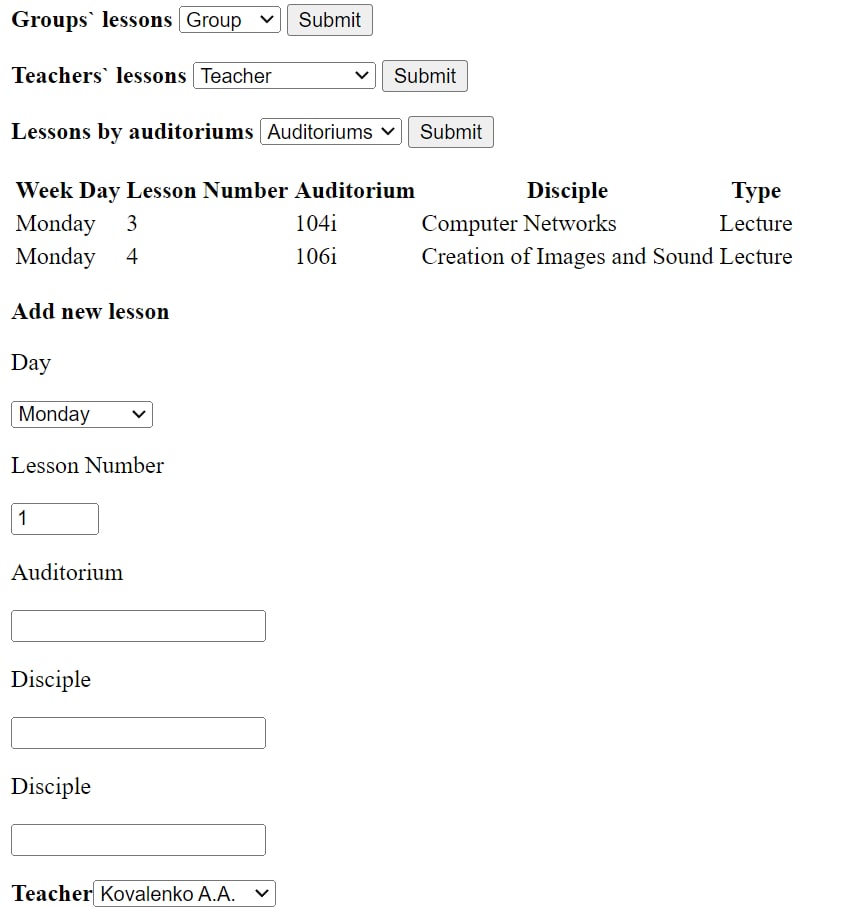 Groups` lessons Group Submit
Teachers` lessons Teacher Submit
Lessons by auditoriums Auditoriums Submit
Week Day Lesson Number Auditorium Disciple Type
Monday 3 104i Computer Networks Lecture
Monday 4 106i Creation of Images and Sound Lecture
Add new lesson
Day
Monday
Lesson Number
1
Auditorium
Disciple
Disciple
Teacher Kovalenko A.A.